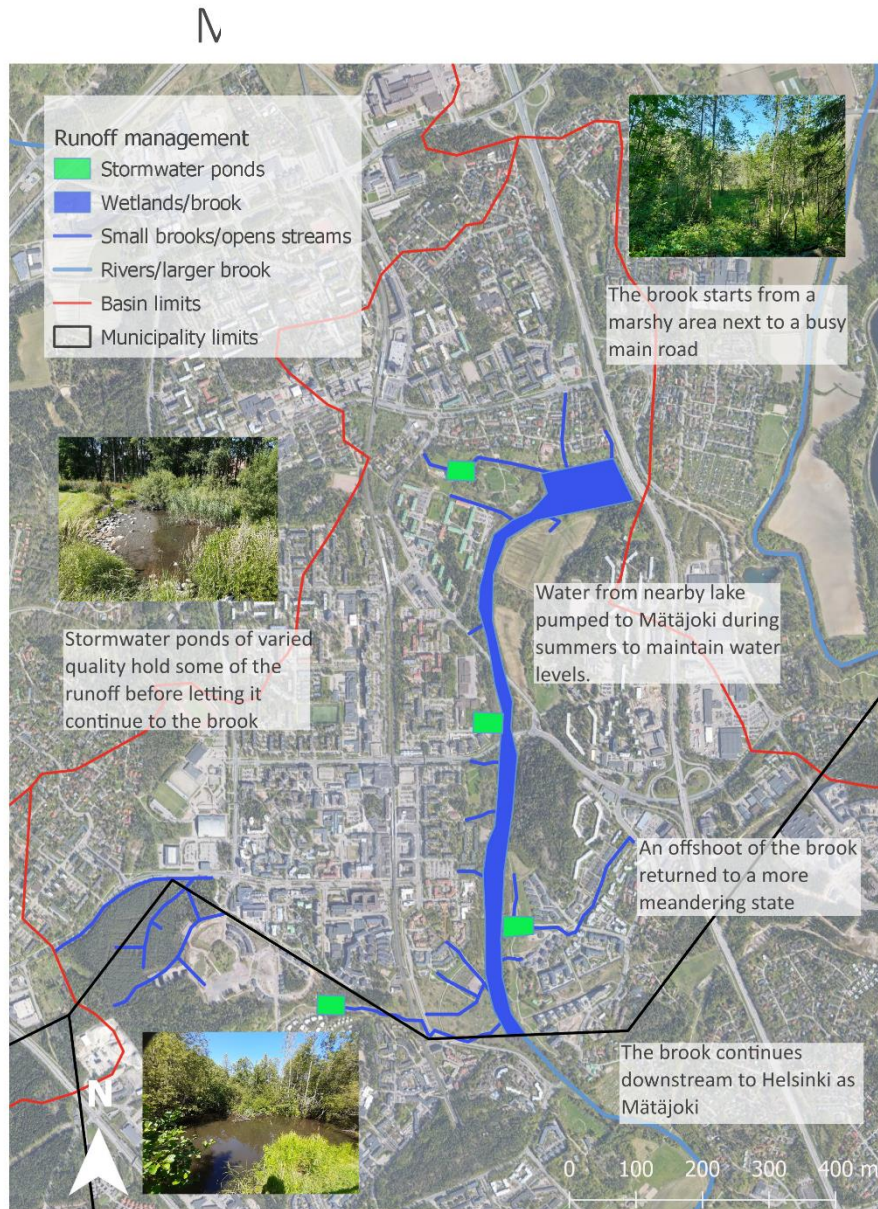 Runoff management
Stormwater ponds
Wetlands/brook
Small brooks/opens streams
Rivers/larger brook
Basin limits
Municipality limits
The brook starts from a
marshy area next to a busy
main road
Stormwater ponds of varied
quality hold some of the
runoff before letting it
continue to the brook
Water from nearby lake
pumped to Mätäjoki during
summers to maintain water
levels.
An offshoot of the brook
returned to a more
meandering state
The brook continues
downstream to Helsinki as
Mätäjoki
N
0 100 200 300 400 m